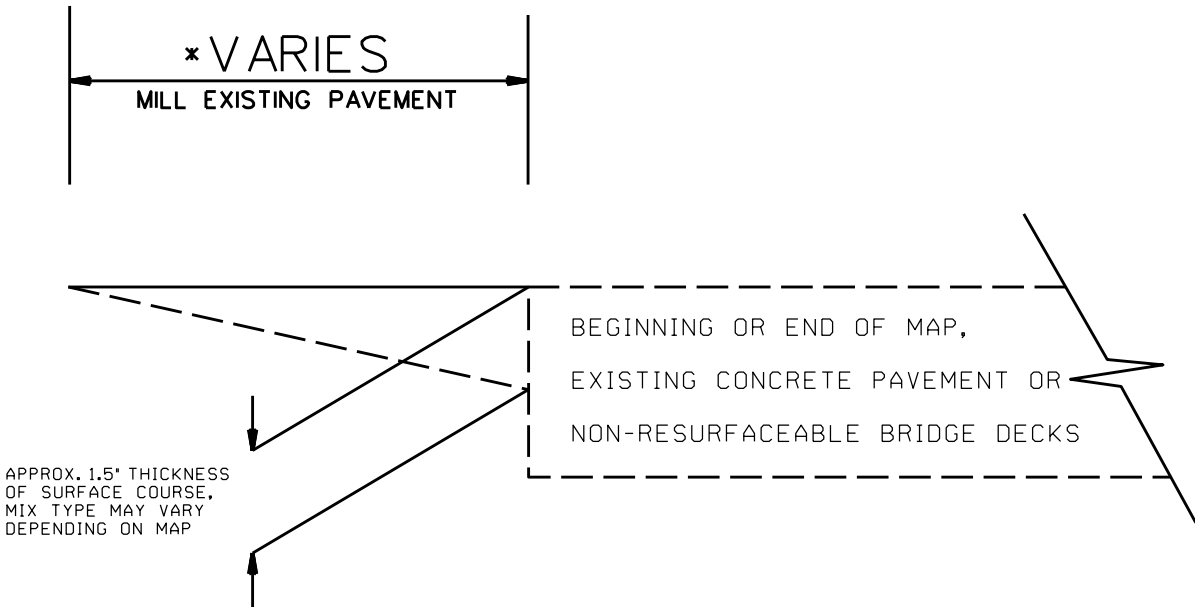 *VARIES
MILL EXISTING PAVEMENT
BEGINNING OR END OF MAP,
EXISTING CONCRETE PAVEMENT OR
NON-RESURFACEABLE BRIDGE DECKS
APPROX. 1.5" THICKNESS
OF SURFACE COURSE,
MIX TYPE MAY VARY
DEPENDING ON MAP